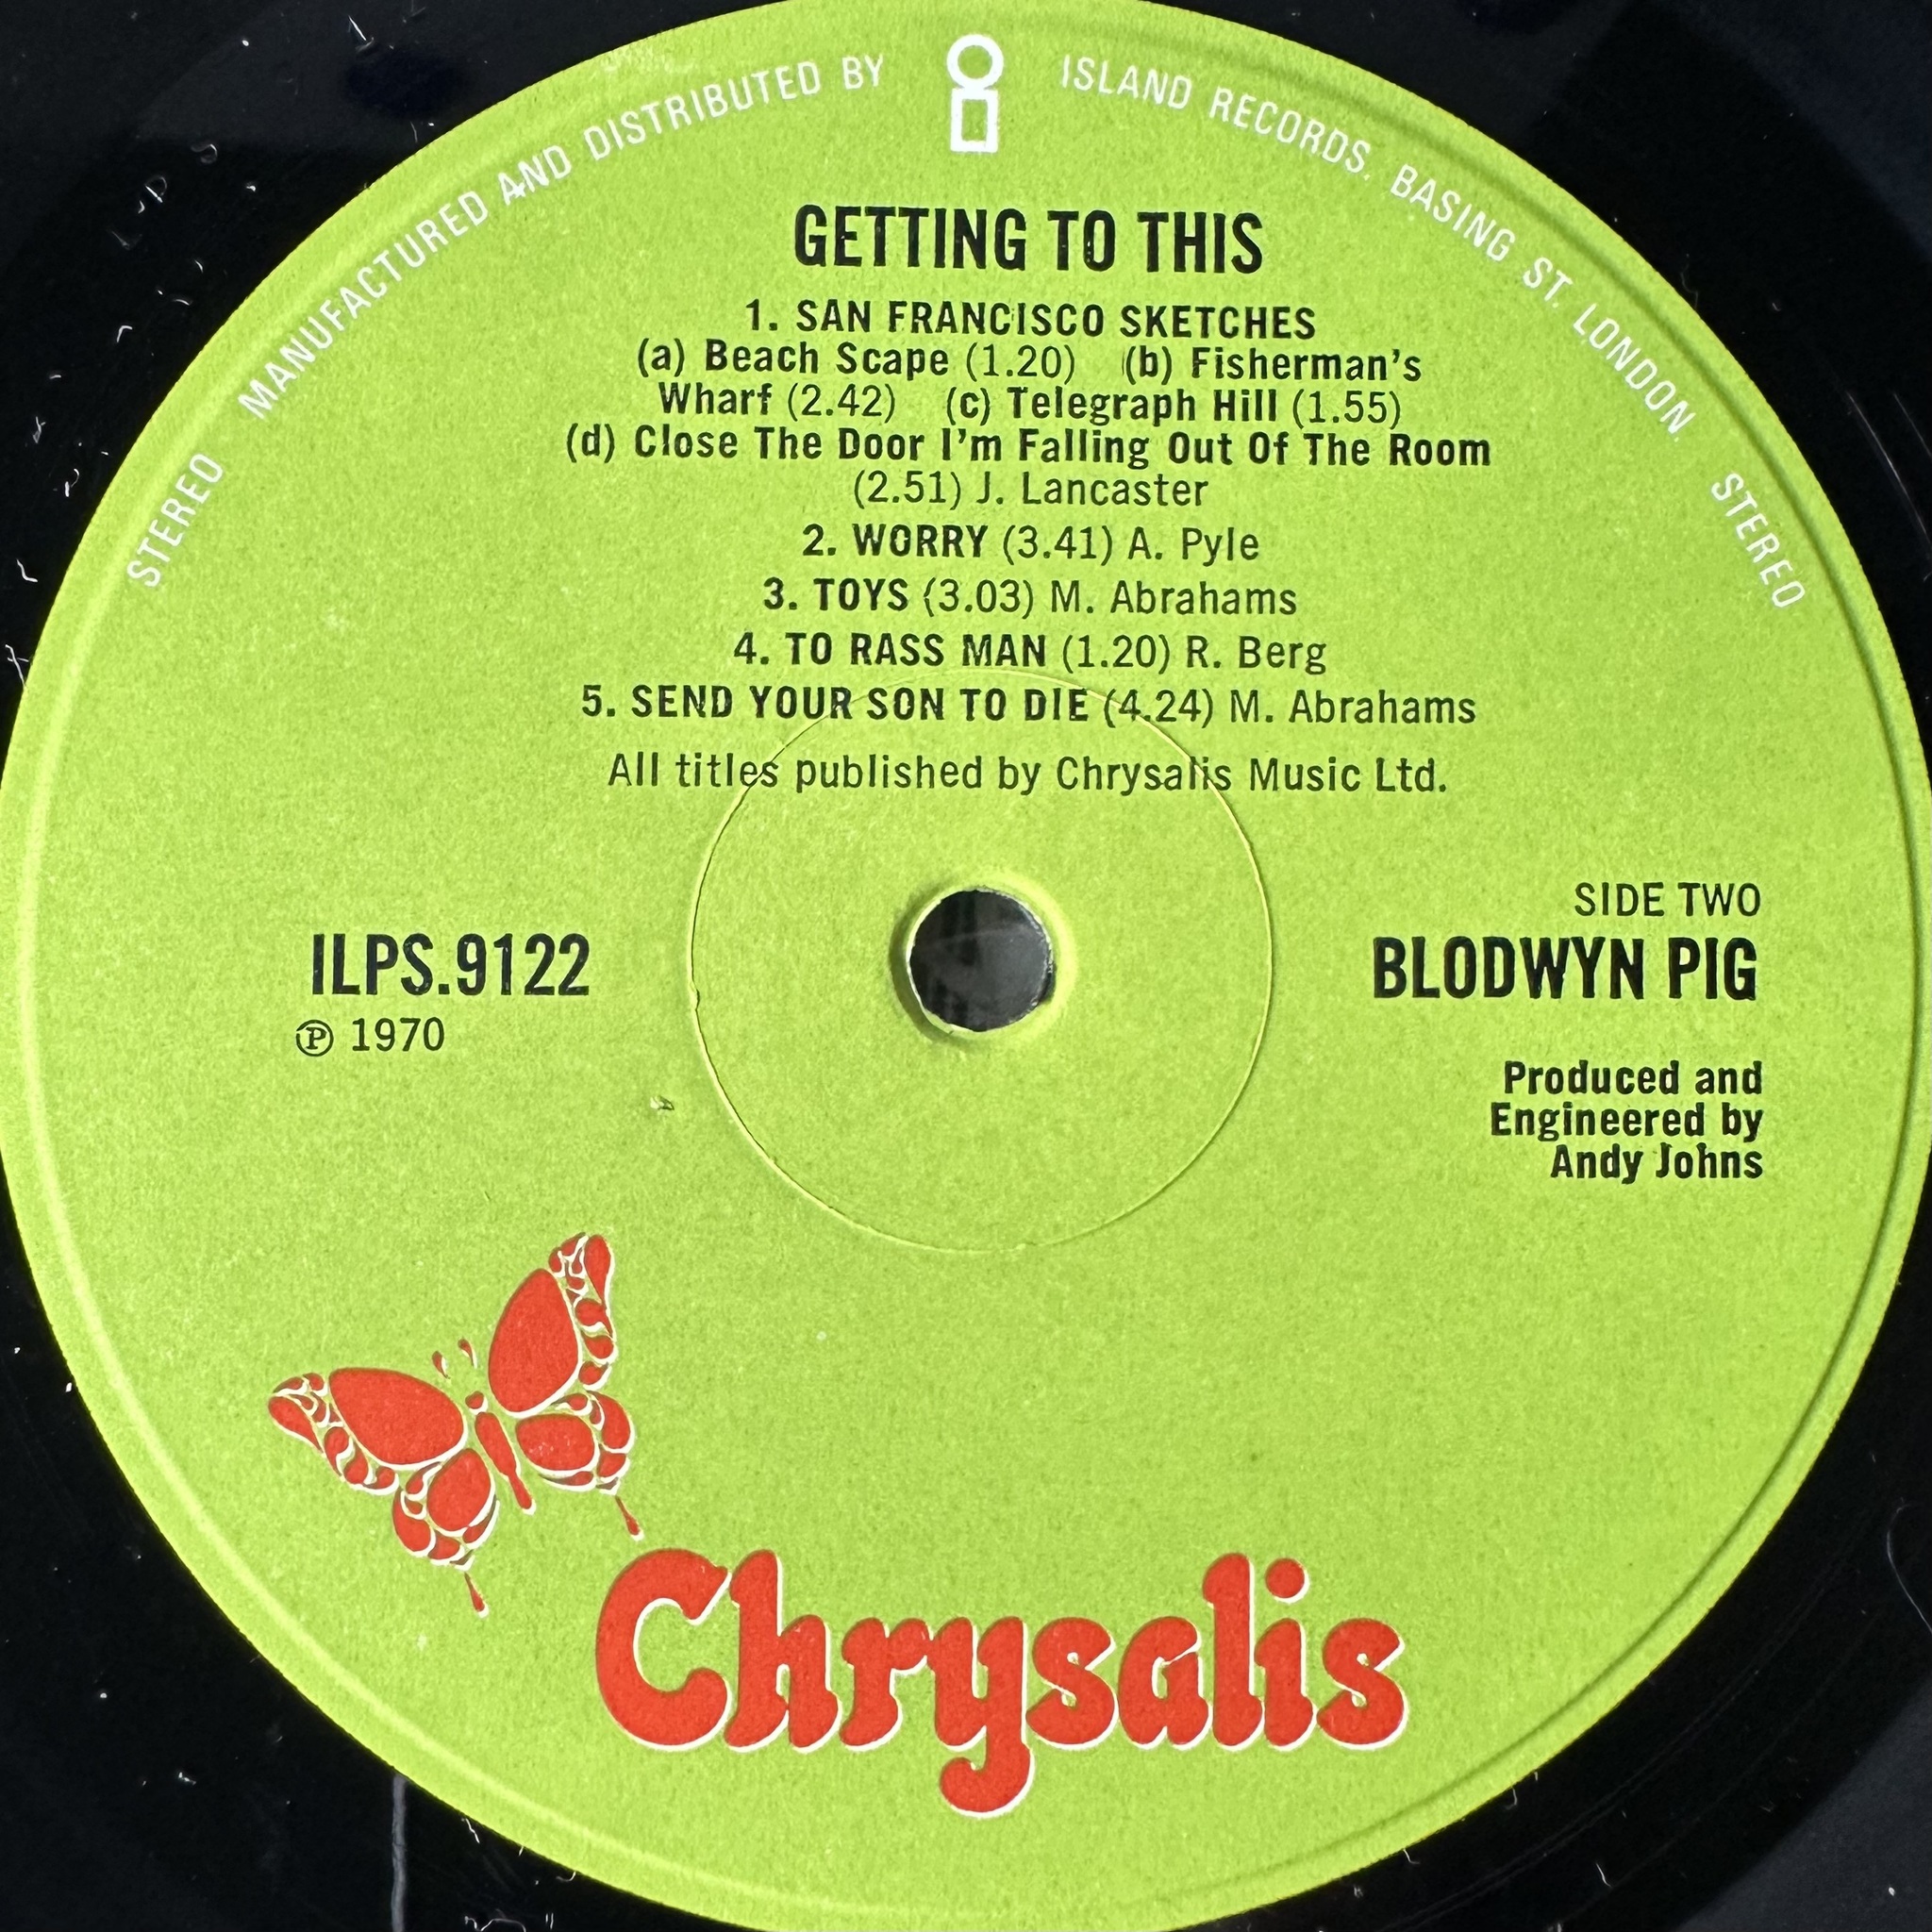 STEREO MANUFACTURED AND DISTRIBUTED BY ISLAND RECORDS, BASING ST. LONDON. STEREO
GETTING TO THIS
1. SAN FRANCISCO SKETCHES
(a) Beach Scape (1.20) (b) Fisherman's
Wharf (2.42) (c) Telegraph Hill (1.55)
(d) Close The Door I'm Falling Out Of The Room
(2.51) J. Lancaster
2. WORRY (3.41) A. Pyle
3. TOYS (3.03) M. Abrahams
4. TO RASS MAN (1.20) R. Berg
5. SEND YOUR SON TO DIE (4.24) M. Abrahams
All titles published by Chrysalis Music Ltd.
SIDE TWO
ILPS.9122
BLODWYN PIG
℗ 1970
Produced and
Engineered by
Andy Johns
Chrysalis